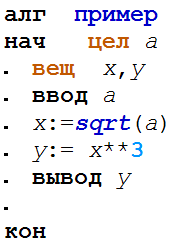 алг пример
нач цел a
. вещ x,y
. ввод a
. x:=sqrt(a)
. y:= x**3
. вывод y
.
кон